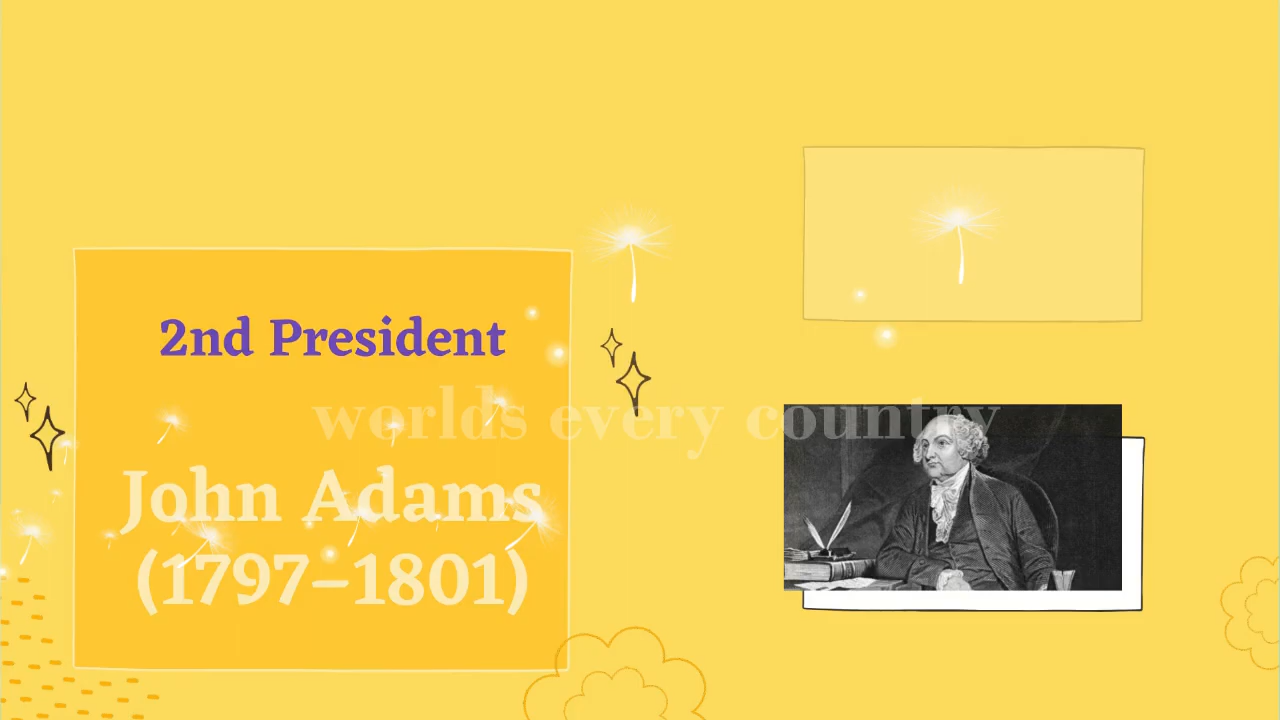 2nd President
worlds every country
John Adams
(1797–1801)